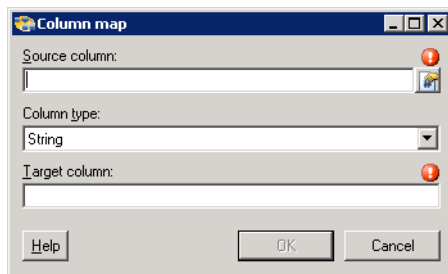 Column map
Source column:
Column type:
String
Target column:
Help
OK
Cancel